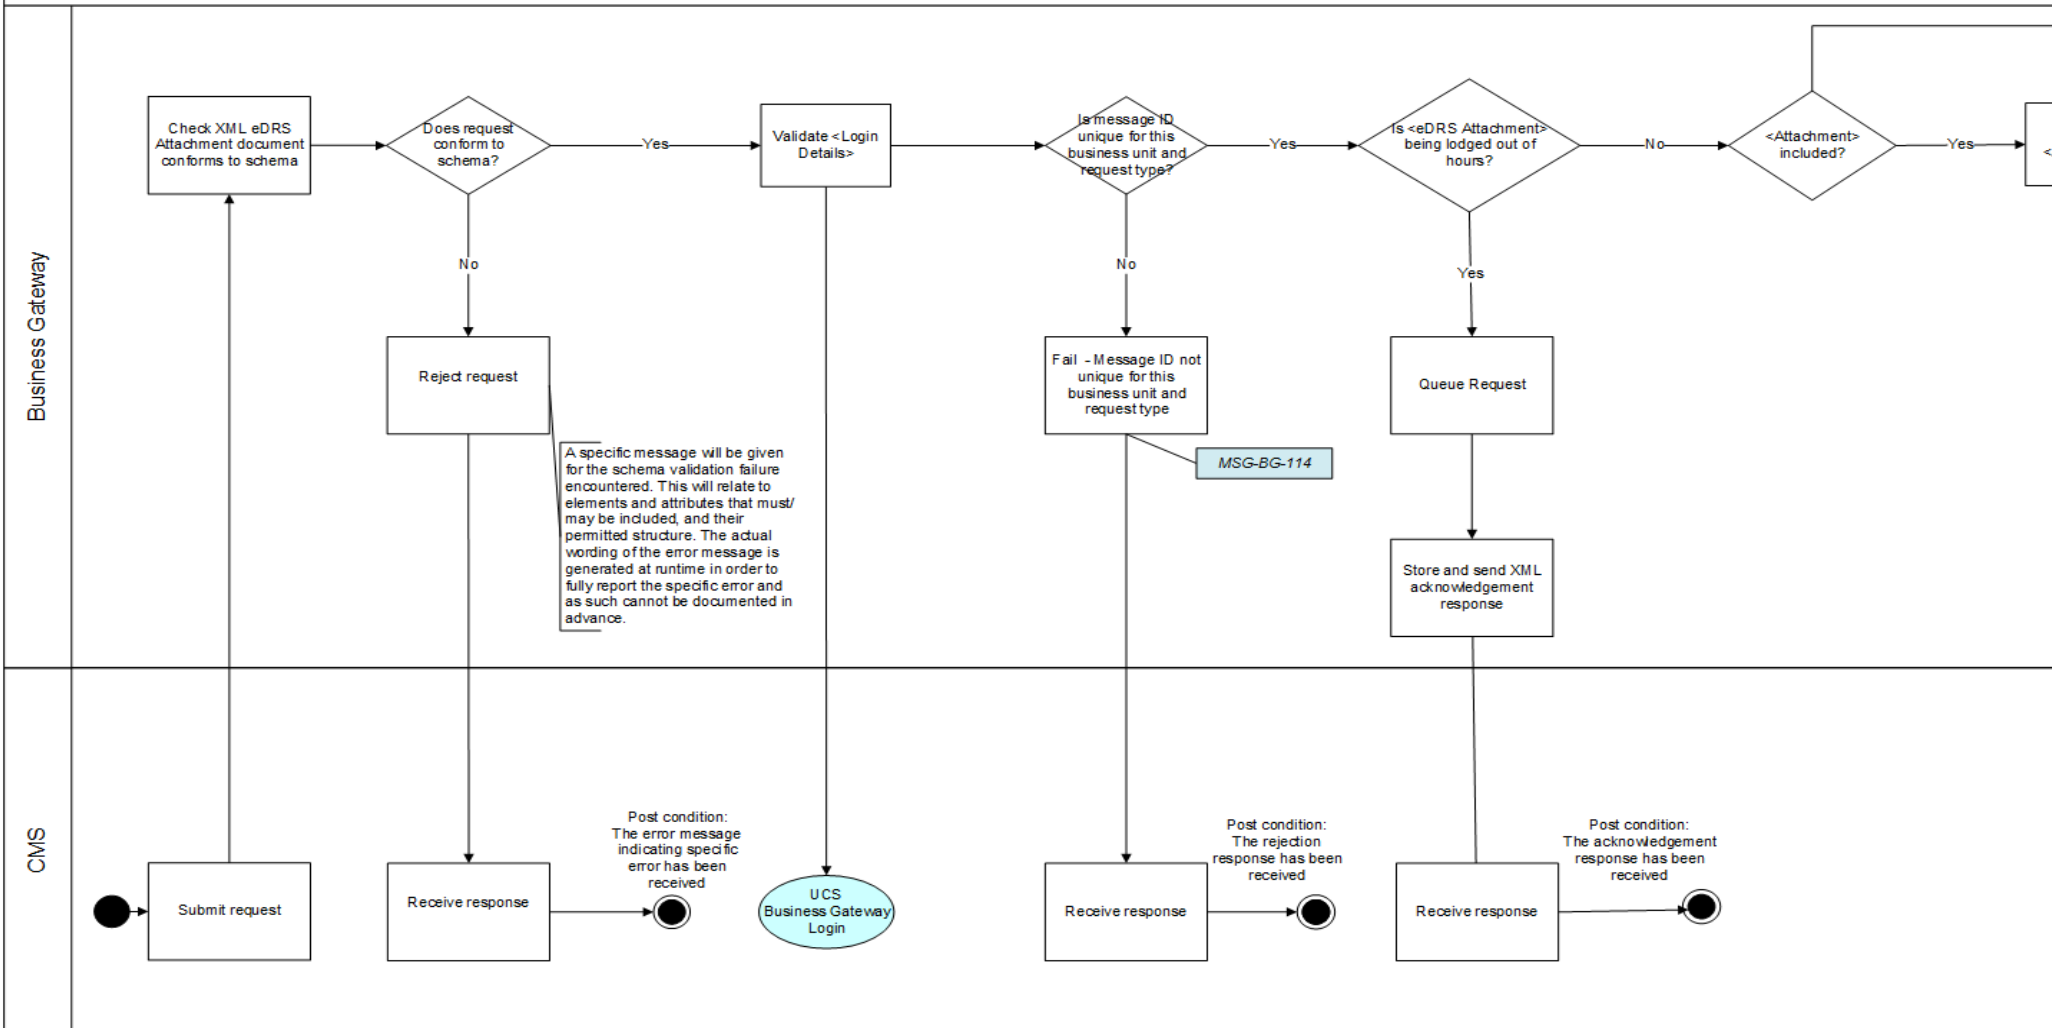 Business Gateway
Check XML eDRS
Attachment document
conforms to schema
Does request
conform to
schema?
Yes
Validate <Login
Details>
Is message ID
unique for this
business unit and
request type?
Yes
Is <eDRS Attachment>
being lodged out of
hours?
No
<Attachment>
included?
Yes
<
No
No
Yes
Reject request
Fail - Message ID not
unique for this
business unit and
request type
Queue Request
A specific message will be given
for the schema validation failure
encountered. This will relate to
elements and attributes that must/
may be included, and their
permitted structure. The actual
wording of the error message is
generated at runtime in order to
fully report the specific error and
as such cannot be documented in
advance.
MSG-BG-114
Store and send XML
acknowledgement
response
CMS
Submit request
Receive response
Post condition:
The error message
indicating specific
error has been
received
UCS
Business Gateway
Login
Receive response
Post condition:
The rejection
response has been
received
Receive response
Post condition:
The acknowledgement
response has been
received